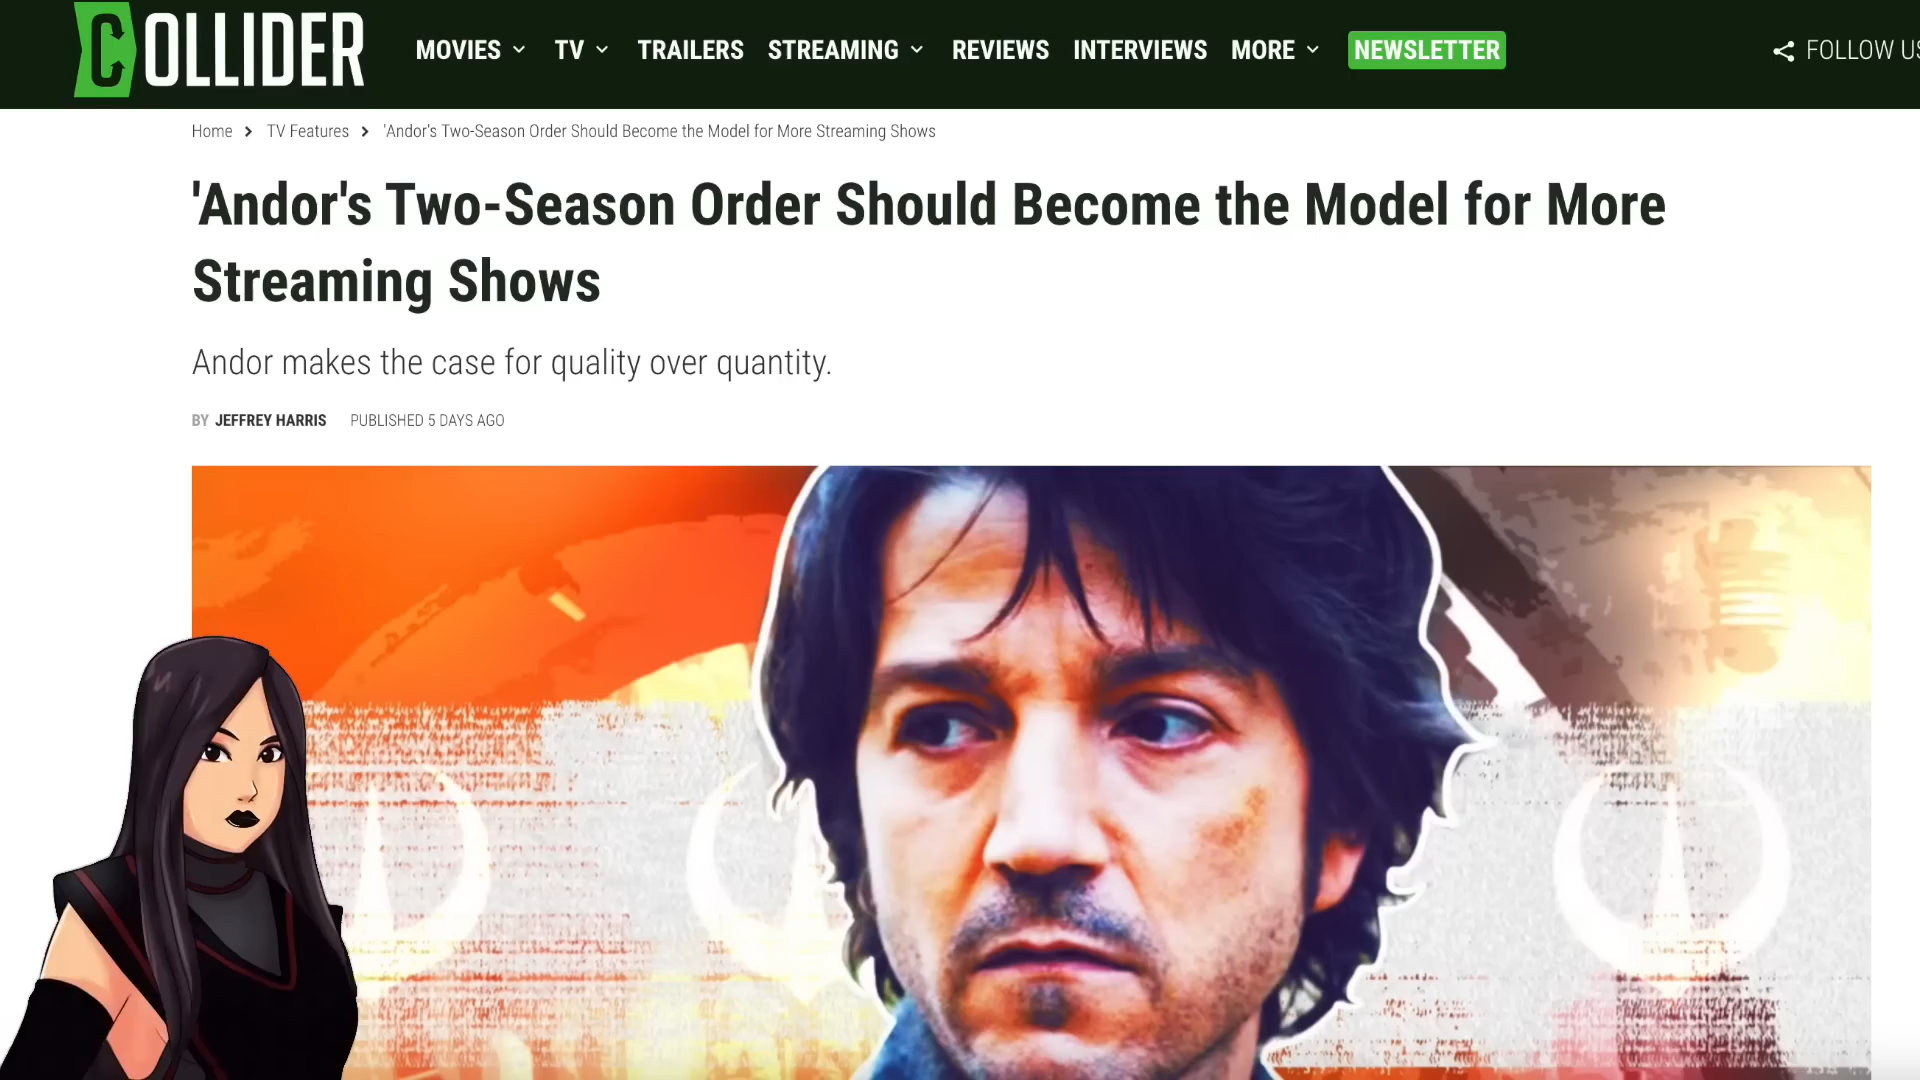 COLLIDER
MOVIES TV TRAILERS STREAMING REVIEWS INTERVIEWS MORE NEWSLETTER FOLLOW US
Home > TV Features > 'Andor's Two-Season Order Should Become the Model for More Streaming Shows
'Andor's Two-Season Order Should Become the Model for More
Streaming Shows
Andor makes the case for quality over quantity.
BY JEFFREY HARRIS PUBLISHED 5 DAYS AGO